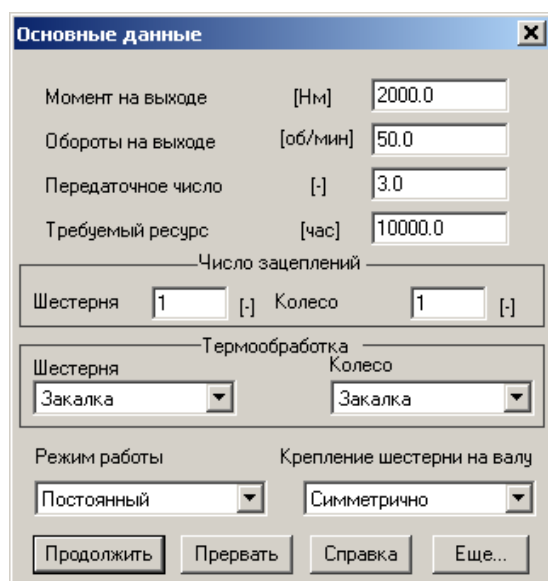 Основные данные
Момент на выходе [Нм] 2000.0
Обороты на выходе [об/мин] 50.0
Передаточное число [-] 3.0
Требуемый ресурс [час] 10000.0
Число зацеплений
Шестерня 1 [-] Колесо 1 [-]
Термообработка
Шестерня Колесо
Закалка Закалка
Режим работы Крепление шестерни на валу
Постоянный Симметрично
Продолжить Прервать Справка Еще...